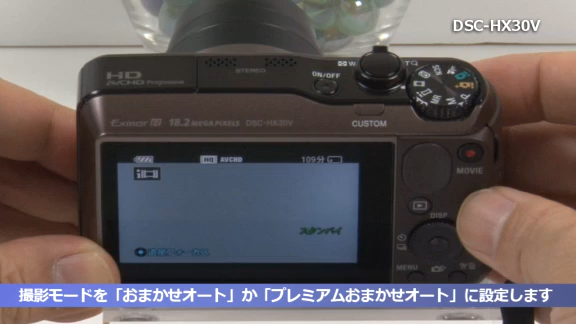 DSC-HX30V
HD
AVCHD Progressive
STEREO
ON/OFF
W
T
Exmor R
18.2 MEGA PIXELS
DSC-HX30V
CUSTOM
MOVIE
HQ AVCHD
109分
スタンバイ
DISP
MENU
撮影モードを「おまかせオート」か「プレミアムおまかせオート」に設定します